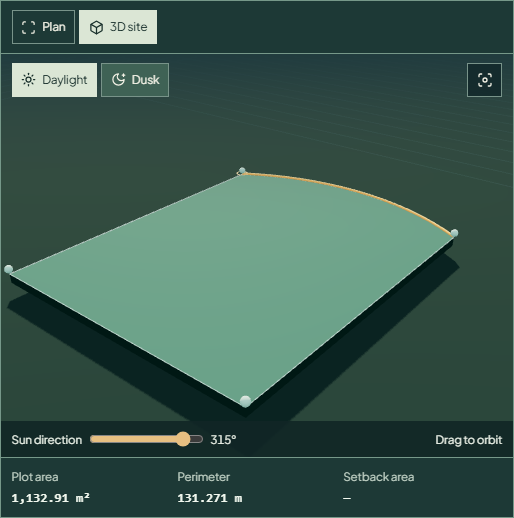 Plan 3D site
Daylight Dusk
Sun direction 315° Drag to orbit
Plot area Perimeter Setback area
1,132.91 m² 131.271 m —